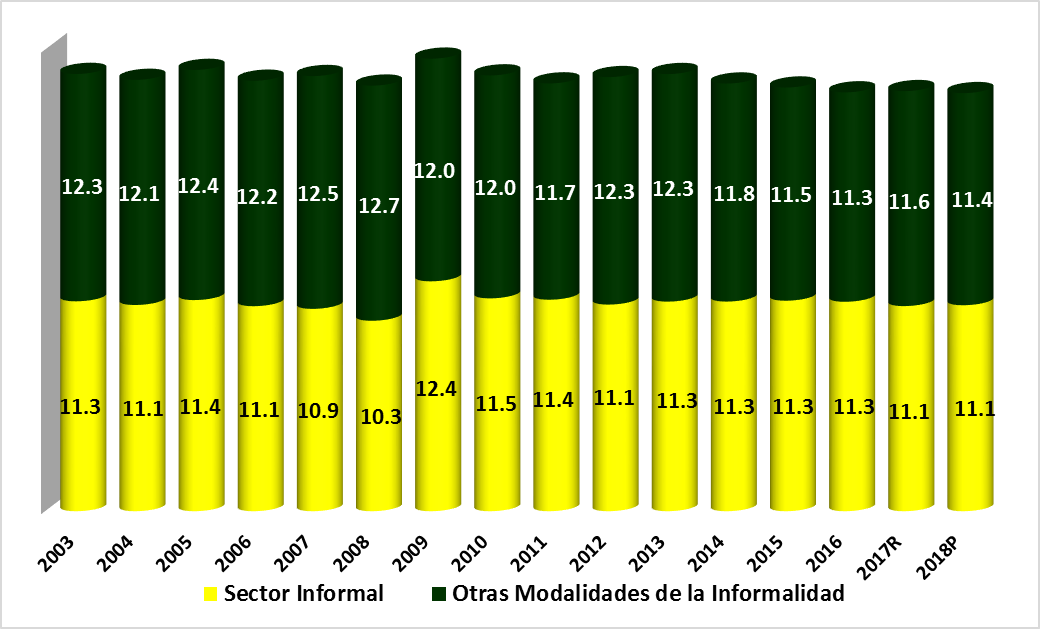 12.3 12.1 12.4 12.2 12.5 12.7 12.0 12.0 11.7 12.3 12.3 11.8 11.5 11.3 11.6 11.4
11.3 11.1 11.4 11.1 10.9 10.3 12.4 11.5 11.4 11.1 11.3 11.3 11.3 11.3 11.1 11.1
2003 2004 2005 2006 2007 2008 2009 2010 2011 2012 2013 2014 2015 2016 2017R 2018P
Sector Informal Otras Modalidades de la Informalidad